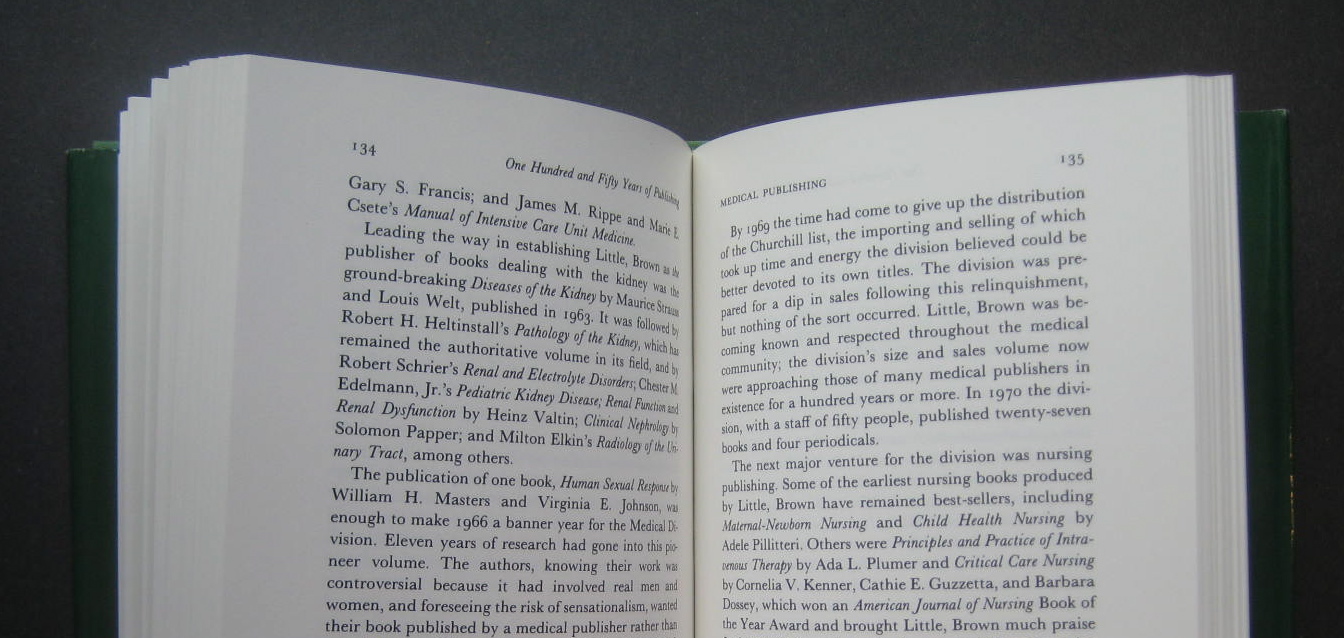 134
One Hundred and Fifty Years of Publishing
Gary S. Francis; and James M. Rippe and Marie E.
Csete's Manual of Intensive Care Unit Medicine.
Leading the way in establishing Little, Brown as the
publisher of books dealing with the kidney was the
ground-breaking Diseases of the Kidney by Maurice Strauss
and Louis Welt, published in 1963. It was followed by
Robert H. Heltinstall's Pathology of the Kidney, which has
remained the authoritative volume in its field, and by
Robert Schrier's Renal and Electrolyte Disorders; Chester M.
Edelmann, Jr.'s Pediatric Kidney Disease; Renal Function and
Renal Dysfunction by Heinz Valtin; Clinical Nephrology by
Solomon Papper; and Milton Elkin's Radiology of the Uri-
nary Tract, among others.
The publication of one book, Human Sexual Response by
William H. Masters and Virginia E. Johnson, was
enough to make 1966 a banner year for the Medical Di-
vision. Eleven years of research had gone into this pio-
neer volume. The authors, knowing their work was
controversial because it had involved real men and
women, and foreseeing the risk of sensationalism, wanted
their book published by a medical publisher rather than
135
MEDICAL PUBLISHING
By 1969 the time had come to give up the distribution
of the Churchill list, the importing and selling of which
took up time and energy the division believed could be
better devoted to its own titles. The division was pre-
pared for a dip in sales following this relinquishment,
but nothing of the sort occurred. Little, Brown was be-
coming known and respected throughout the medical
community; the division's size and sales volume now
were approaching those of many medical publishers in
existence for a hundred years or more. In 1970 the divi-
sion, with a staff of fifty people, published twenty-seven
books and four periodicals.
The next major venture for the division was nursing
publishing. Some of the earliest nursing books produced
by Little, Brown have remained best-sellers, including
Maternal-Newborn Nursing and Child Health Nursing by
Adele Pillitteri. Others were Principles and Practice of Intra-
venous Therapy by Ada L. Plumer and Critical Care Nursing
by Cornelia V. Kenner, Cathie E. Guzzetta, and Barbara
Dossey, which won an American Journal of Nursing Book of
the Year Award and brought Little, Brown much praise